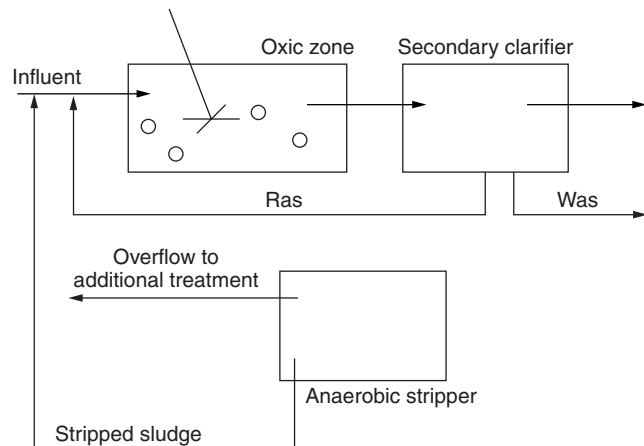 Oxic zone
Secondary clarifier
Influent
Ras
Was
Overflow to
additional treatment
Anaerobic stripper
Stripped sludge